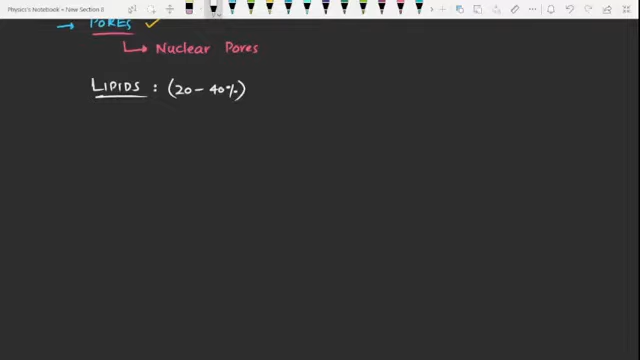 Physics's Notebook • New Section 8
→ PORES ✓
↳ Nuclear Pores
LIPIDS : (20 - 40%)